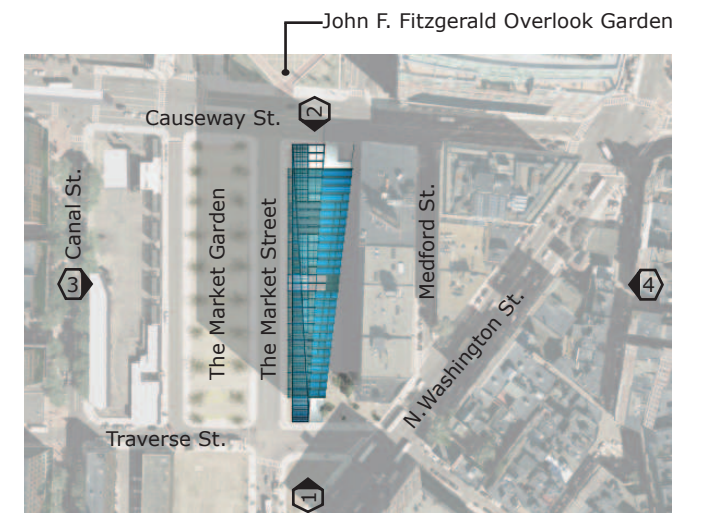 John F. Fitzgerald Overlook Garden
Causeway St.
2
Canal St.
The Market Garden
The Market Street
Medford St.
3
4
N.Washington St.
Traverse St.
1